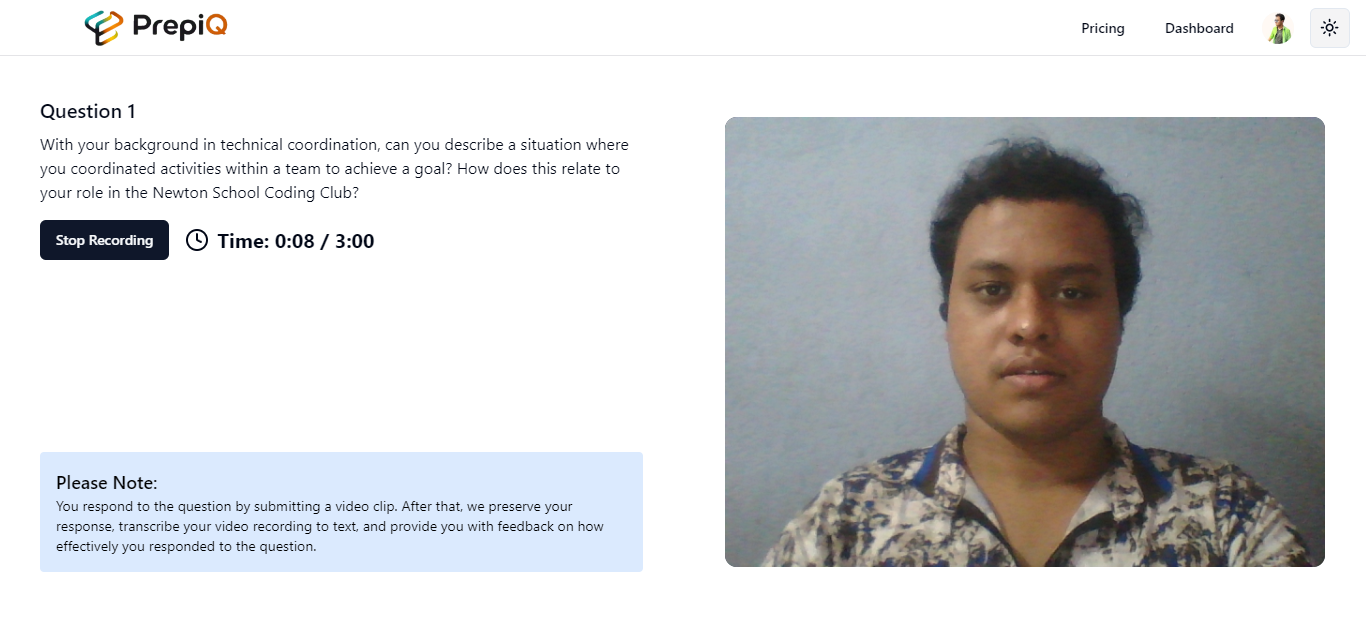 PrepiQ
Pricing
Dashboard
Question 1
With your background in technical coordination, can you describe a situation where
you coordinated activities within a team to achieve a goal? How does this relate to
your role in the Newton School Coding Club?
Stop Recording
Time: 0:08 / 3:00
Please Note:
You respond to the question by submitting a video clip. After that, we preserve your
response, transcribe your video recording to text, and provide you with feedback on how
effectively you responded to the question.